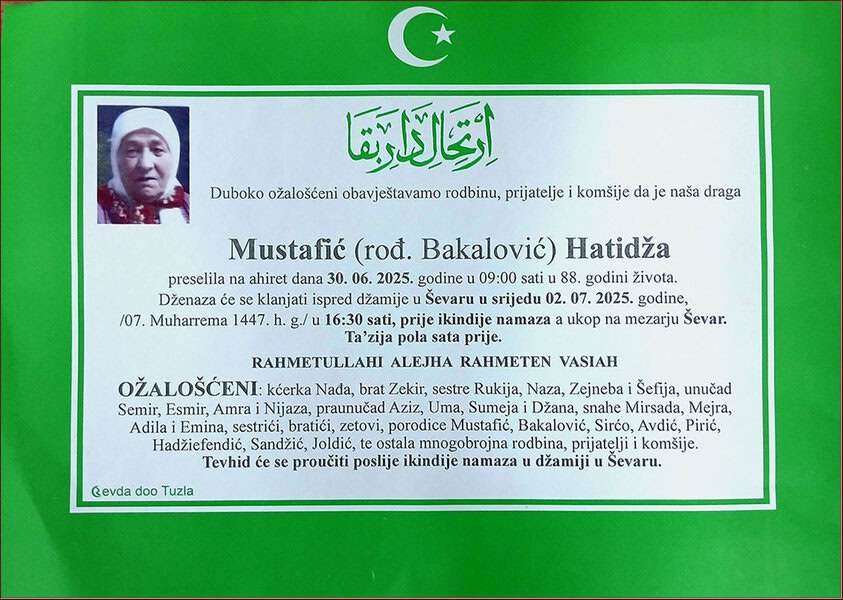 اِرْتِحَالِ دَارِ بَقَا
Duboko ožalošćeni obavještavamo rodbinu, prijatelje i komšije da je naša draga
Mustafić (rođ. Bakalović) Hatidža
preselila na ahiret dana 30. 06. 2025. godine u 09:00 sati u 88. godini života.
Dženaza će se klanjati ispred džamije u Ševaru u srijedu 02. 07. 2025. godine,
/07. Muharrema 1447. h. g./ u 16:30 sati, prije ikindije namaza a ukop na mezarju Ševar.
Ta’zija pola sata prije.
RAHMETULLAHI ALEJHA RAHMETEN VASIAH
OŽALOŠĆENI: kćerka Nađa, brat Zekir, sestre Rukija, Naza, Zejneba i Šefija, unučad
Semir, Esmir, Amra i Nijaza, praunučad Aziz, Uma, Sumeja i Džana, snahe Mirsada, Mejra,
Adila i Emina, sestrići, bratići, zetovi, porodice Mustafić, Bakalović, Sirćo, Avdić, Pirić,
Hadžiefendić, Sandžić, Joldić, te ostala mnogobrojna rodbina, prijatelji i komšije.
Tevhid će se proučiti poslije ikindije namaza u džamiji u Ševaru.
Ševda doo Tuzla